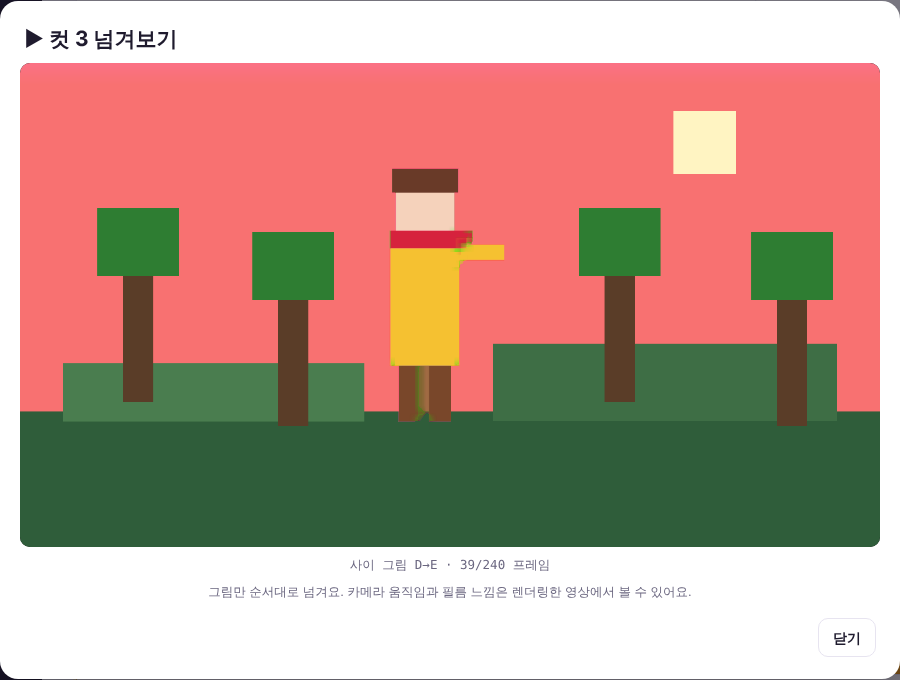 ▶ 컷 3 넘겨보기
사이 그림 D→E · 39/240 프레임
그림만 순서대로 넘겨요. 카메라 움직임과 필름 느낌은 렌더링한 영상에서 볼 수 있어요.
닫기